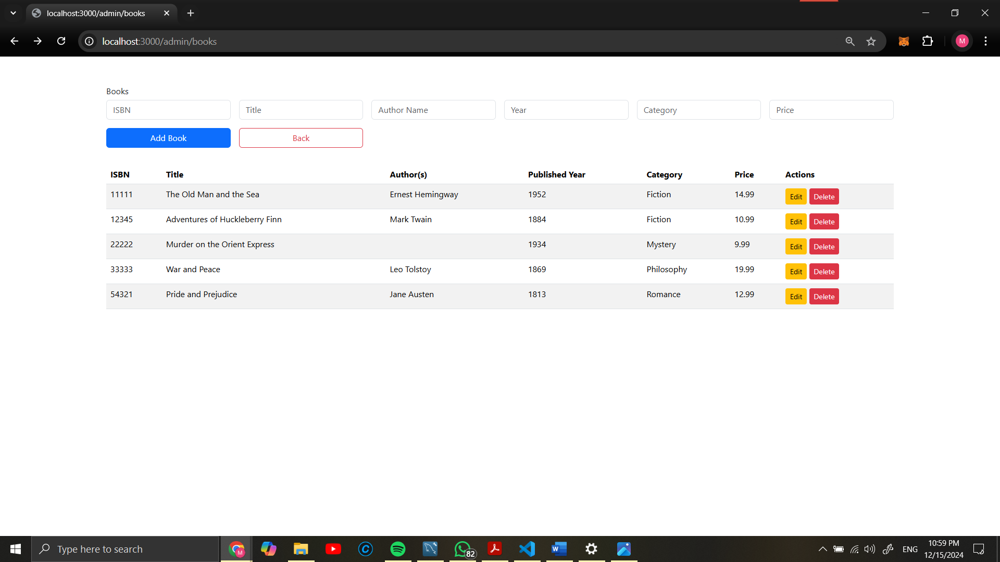 localhost:3000/admin/books
localhost:3000/admin/books
M
Books
ISBN Title Author Name Year Category Price
Add Book Back
ISBN Title Author(s) Published Year Category Price Actions
11111 The Old Man and the Sea Ernest Hemingway 1952 Fiction 14.99 Edit Delete
12345 Adventures of Huckleberry Finn Mark Twain 1884 Fiction 10.99 Edit Delete
22222 Murder on the Orient Express 1934 Mystery 9.99 Edit Delete
33333 War and Peace Leo Tolstoy 1869 Philosophy 19.99 Edit Delete
54321 Pride and Prejudice Jane Austen 1813 Romance 12.99 Edit Delete
Type here to search M C 82 W ENG 10:59 PM
12/15/2024